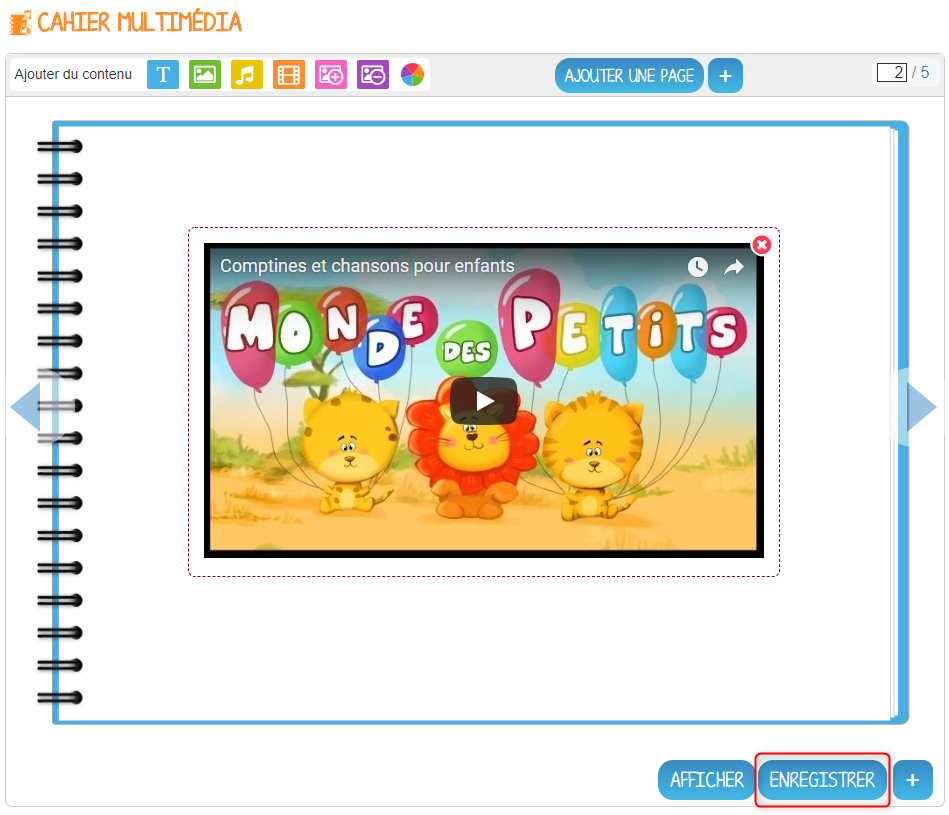 CAHIER MULTIMÉDIA
Ajouter du contenu T AJOUTER UNE PAGE + 2 / 5
Comptines et chansons pour enfants
MONDE DES PETITS
AFFICHER ENREGISTRER +